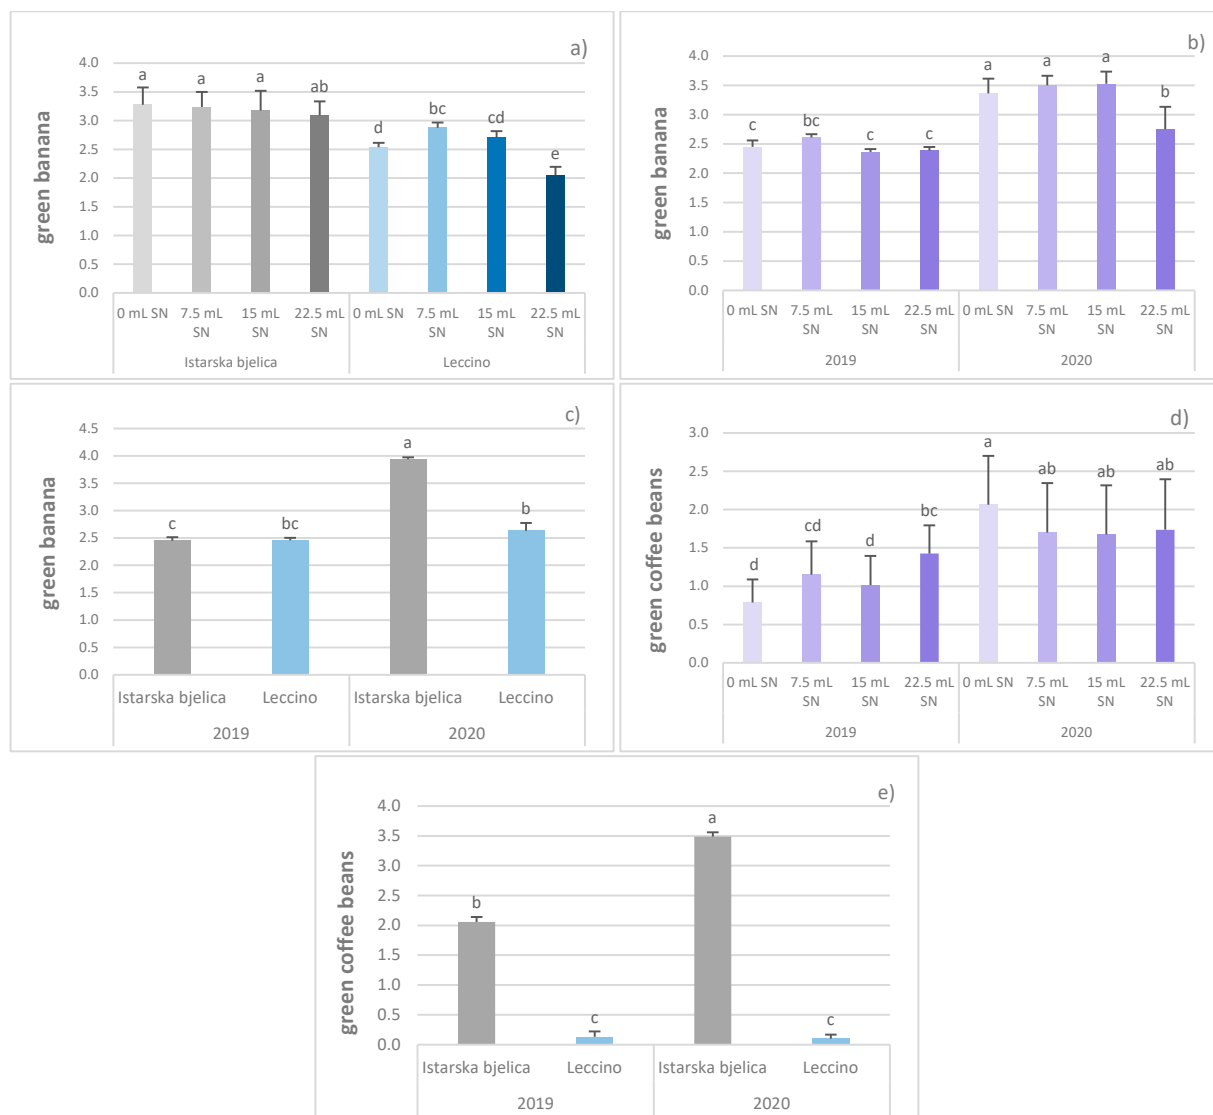 a)
green banana
4.0
3.5
3.0
2.5
2.0
1.5
1.0
0.5
0.0
a
a
a
ab
d
bc
cd
e
0 mL SN
7.5 mL
SN
15 mL
SN
22.5 mL
SN
0 mL SN
7.5 mL
SN
15 mL
SN
22.5 mL
SN
Istarska bjelica
Leccino
b)
green banana
4.0
3.5
3.0
2.5
2.0
1.5
1.0
0.5
0.0
c
bc
c
c
a
a
a
b
0 mL SN
7.5 mL
SN
15 mL
SN
22.5 mL
SN
0 mL SN
7.5 mL
SN
15 mL
SN
22.5 mL
SN
2019
2020
c)
green banana
4.5
4.0
3.5
3.0
2.5
2.0
1.5
1.0
0.5
0.0
c
bc
a
b
Istarska bjelica
Leccino
Istarska bjelica
Leccino
2019
2020
d)
green coffee beans
3.0
2.5
2.0
1.5
1.0
0.5
0.0
d
cd
d
bc
a
ab
ab
ab
0 mL SN
7.5 mL
SN
15 mL
SN
22.5 mL
SN
0 mL SN
7.5 mL
SN
15 mL
SN
22.5 mL
SN
2019
2020
e)
green coffee beans
4.0
3.5
3.0
2.5
2.0
1.5
1.0
0.5
0.0
b
c
a
c
Istarska bjelica
Leccino
Istarska bjelica
Leccino
2019
2020